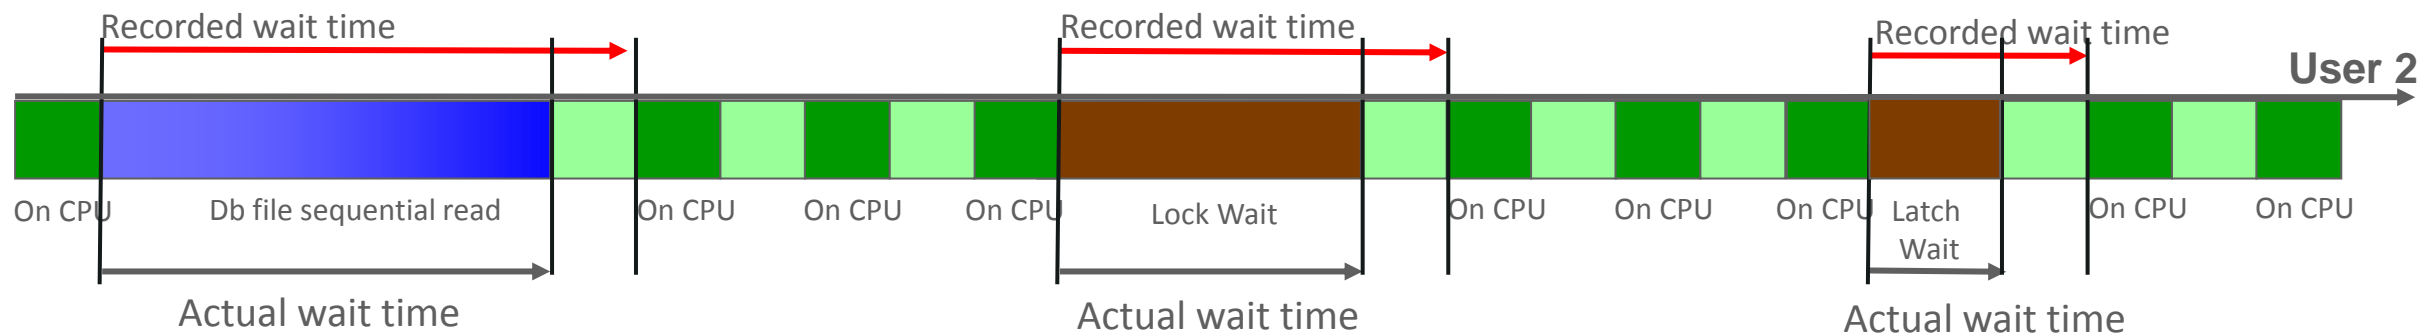 Recorded wait time
Recorded wait time
Recorded wait time
User 2
On CPU
Db file sequential read
On CPU
On CPU
On CPU
Lock Wait
On CPU
On CPU
On CPU
Latch
Wait
On CPU
On CPU
Actual wait time
Actual wait time
Actual wait time